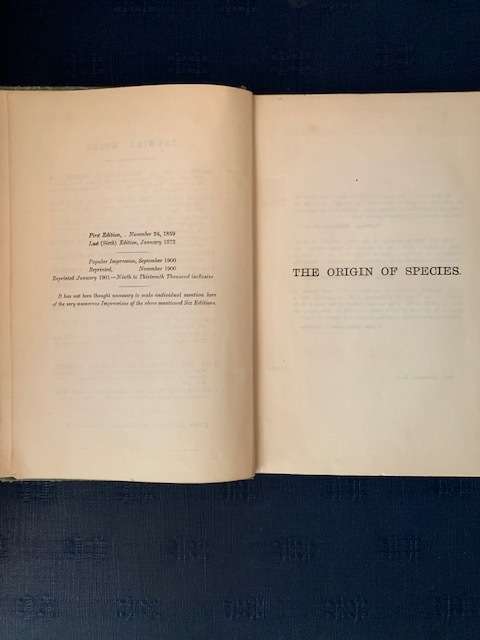 First Edition, . November 24, 1859
Last (Sixth) Edition, January 1872
Popular Impression, September 1900
Reprinted, November 1900
Reprinted January 1901—Ninth to Thirteenth Thousand inclusive
It has not been thought necessary to make individual mention here
of the very numerous Impressions of the above mentioned Six Editions.
THE ORIGIN OF SPECIES.